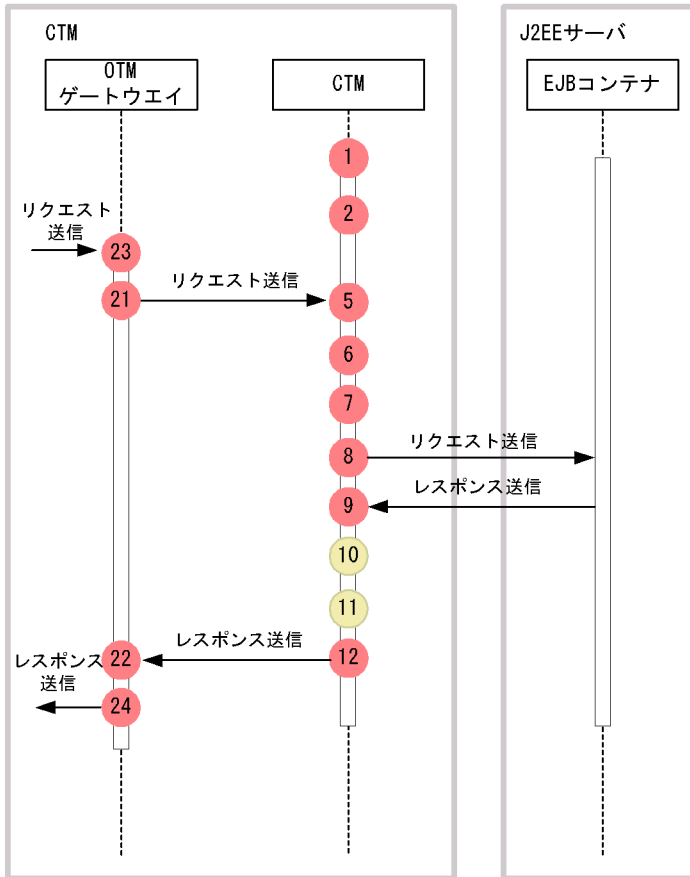 CTM
J2EEサーバ
OTM
ゲートウエイ
CTM
EJBコンテナ
1
2
リクエスト
送信
23
21
リクエスト送信
5
6
7
8
リクエスト送信
レスポンス送信
9
10
11
レスポンス送信
12
22
レスポンス
送信
24